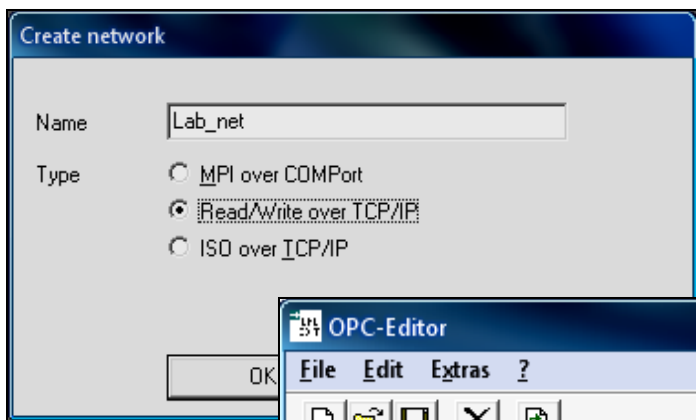 Create network
Name Lab_net
Type MPI over COMPort
Read/Write over TCP/IP
ISO over TCP/IP
OK
OPC-Editor
File Edit Extras ?